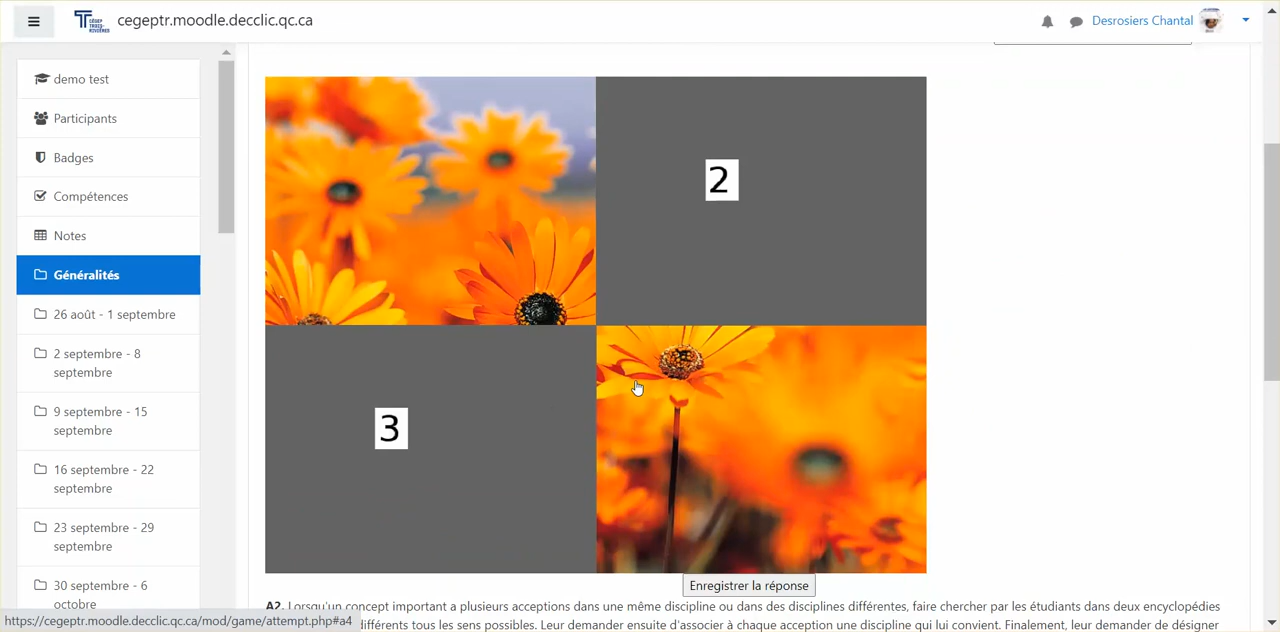 cegeptr.moodle.decclic.qc.ca
Desrosiers Chantal
CÉGEP
TROIS-RIVIÈRES
demo test
Participants
Badges
Compétences
Notes
Généralités
26 août - 1 septembre
2 septembre - 8
septembre
9 septembre - 15
septembre
16 septembre - 22
septembre
23 septembre - 29
septembre
30 septembre - 6
octobre
2
3
Enregistrer la réponse
A2. Lorsqu'un concept important a plusieurs acceptions dans une même discipline ou dans des disciplines différentes, faire chercher par les étudiants dans deux encyclopédies
différents tous les sens possibles. Leur demander ensuite d'associer à chaque acception une discipline qui lui convient. Finalement, leur demander de désigner
https://cegeptr.moodle.decclic.qc.ca/mod/game/attempt.php#a4